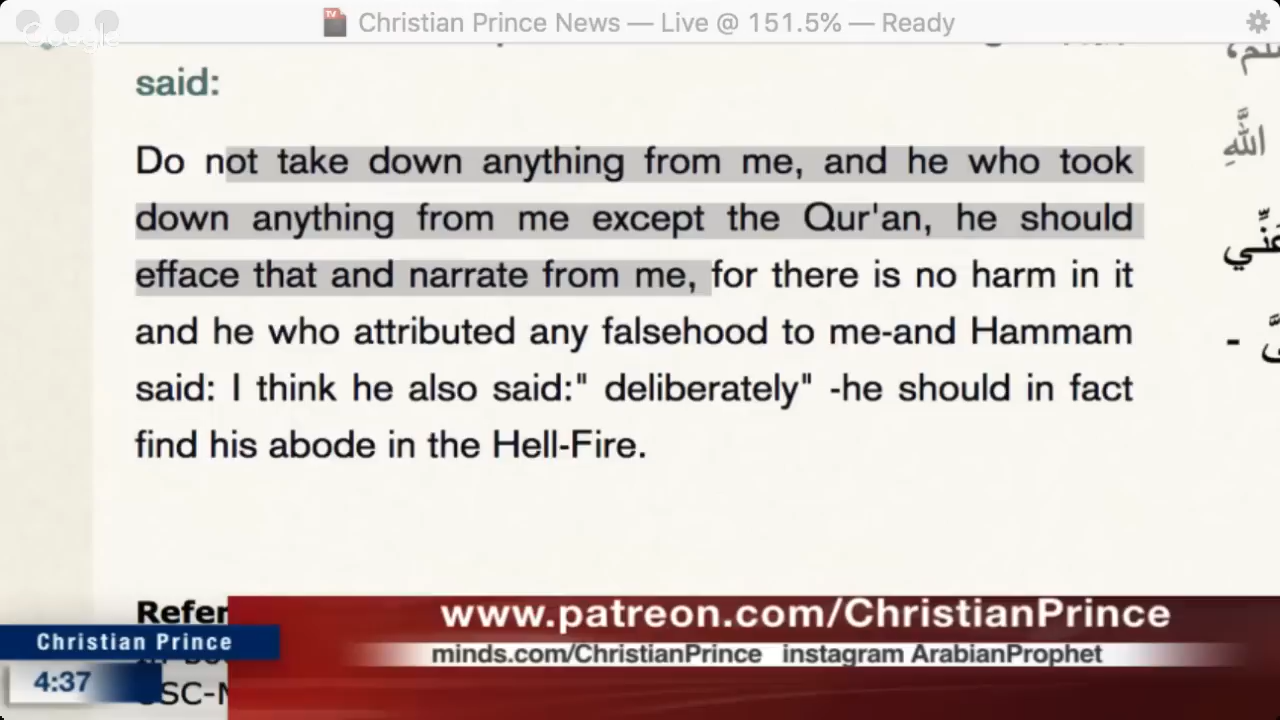 Christian Prince News — Live @ 151.5% — Ready
Google
said:
Do not take down anything from me, and he who took
down anything from me except the Qur'an, he should
efface that and narrate from me, for there is no harm in it
and he who attributed any falsehood to me-and Hammam
said: I think he also said:" deliberately" -he should in fact
find his abode in the Hell-Fire.
اللَّهِ
Refer
www.patreon.com/ChristianPrince
Christian Prince
minds.com/ChristianPrince instagram ArabianProphet
4:37